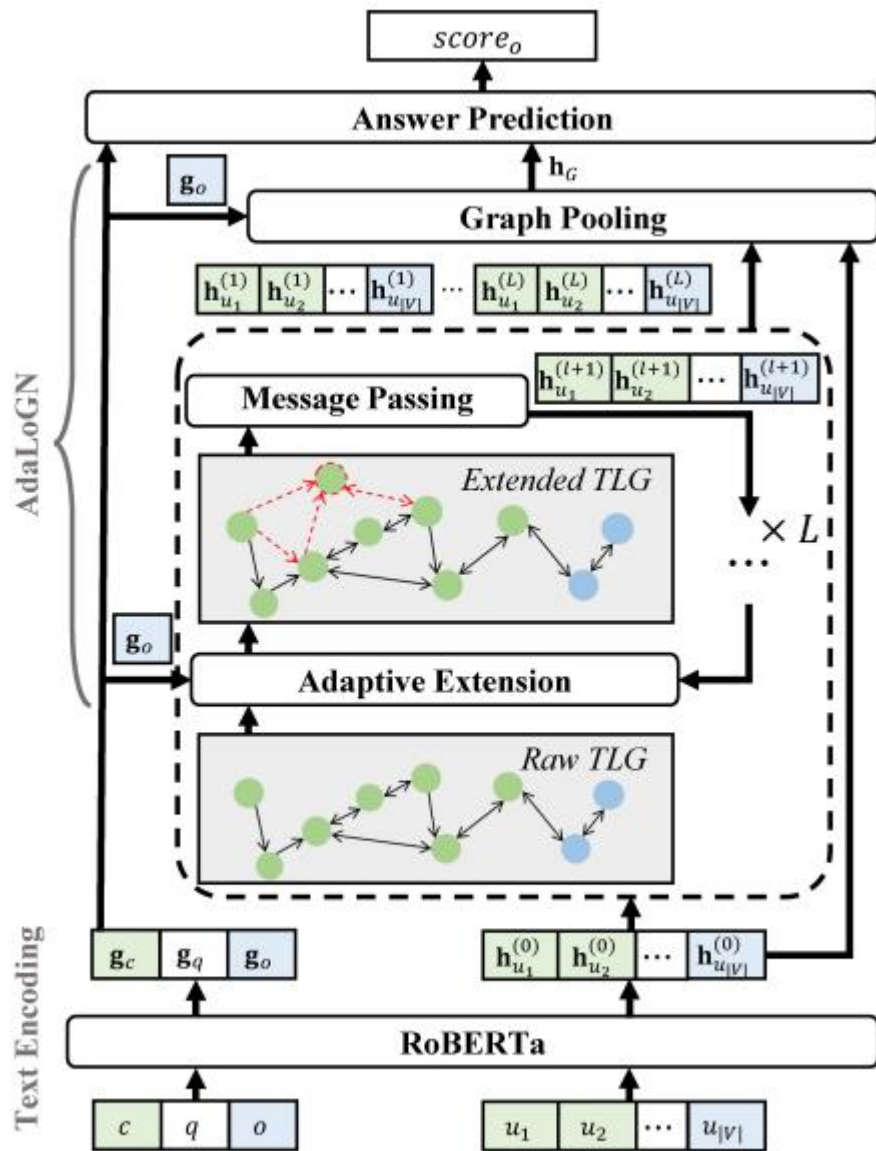 score_o
Answer Prediction
g_o
h_G
Graph Pooling
h_{u_1}^{(1)} h_{u_2}^{(1)} ... h_{u_{|V|}}^{(1)} ... h_{u_1}^{(L)} h_{u_2}^{(L)} ... h_{u_{|V|}}^{(L)}
AdaLoGN
Message Passing
h_{u_1}^{(l+1)} h_{u_2}^{(l+1)} ... h_{u_{|V|}}^{(l+1)}
Extended TLG
× L
...
g_o
Adaptive Extension
Raw TLG
Text Encoding
g_c g_q g_o
h_{u_1}^{(0)} h_{u_2}^{(0)} ... h_{u_{|V|}}^{(0)}
RoBERTa
c q o
u_1 u_2 ... u_{|V|}